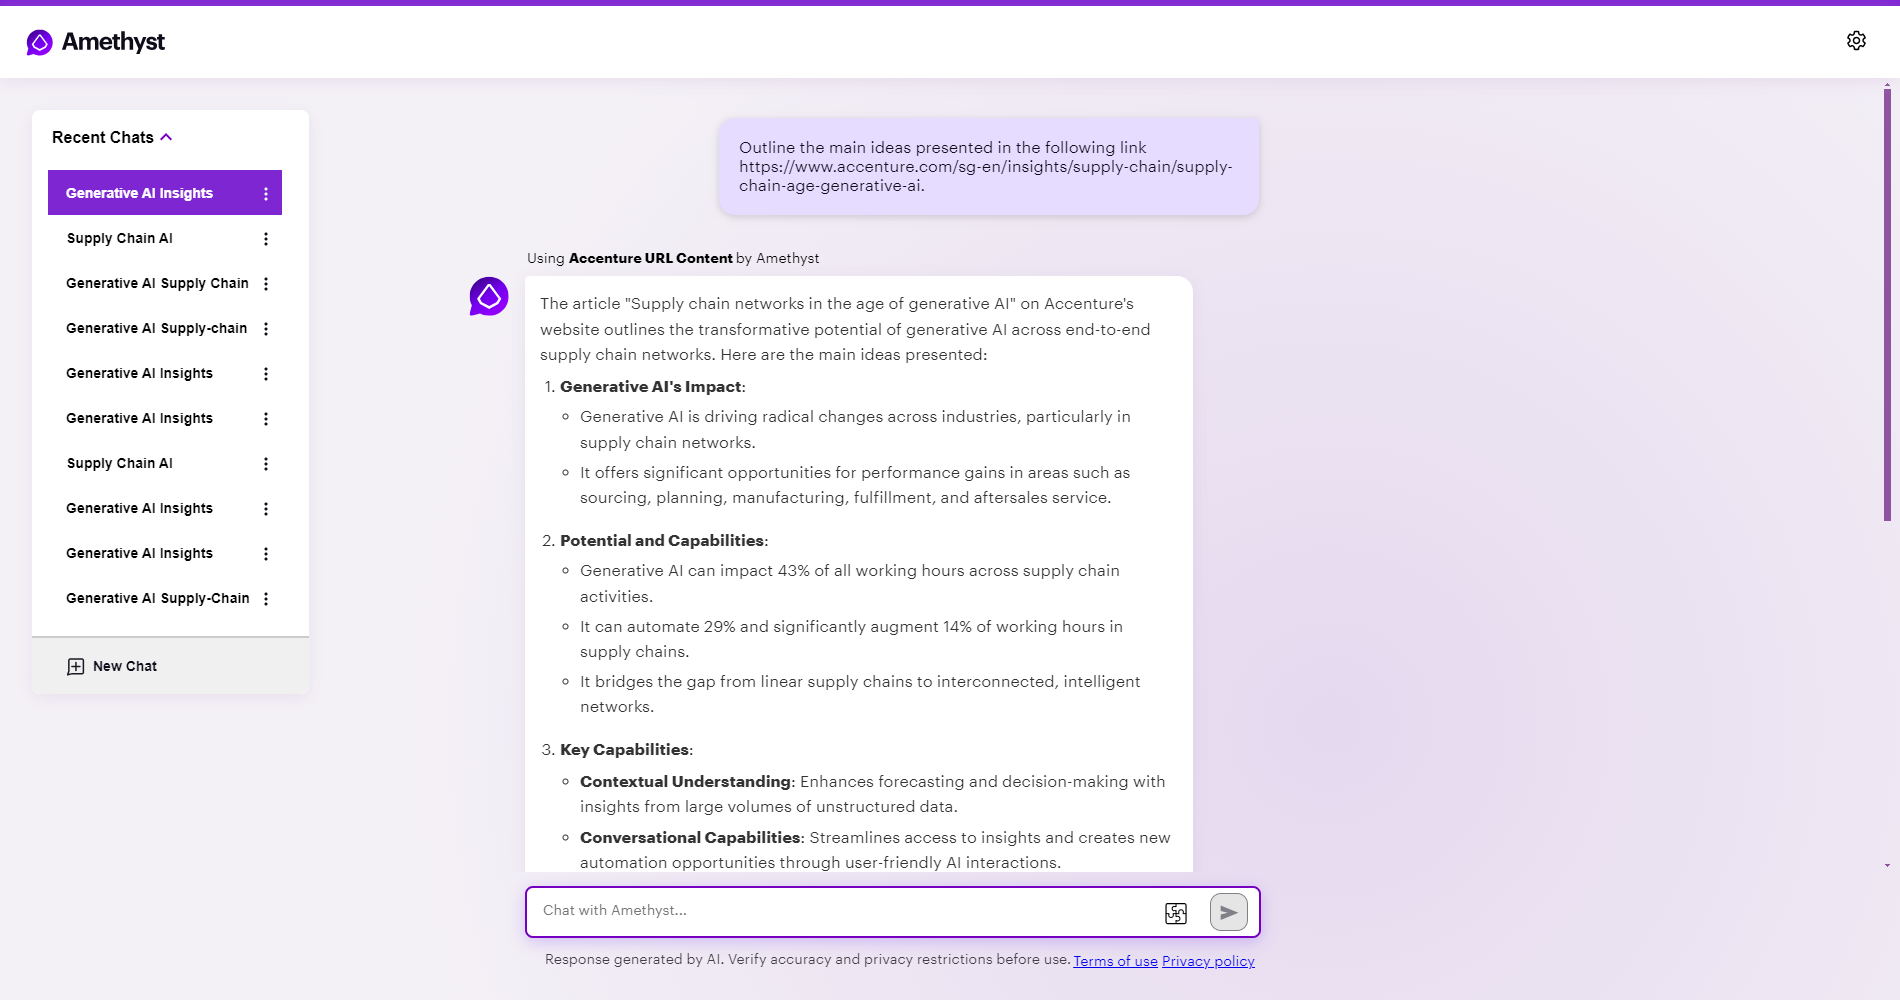 Amethyst
Recent Chats
Generative AI Insights
Supply Chain AI
Generative AI Supply Chain
Generative AI Supply-chain
Generative AI Insights
Generative AI Insights
Supply Chain AI
Generative AI Insights
Generative AI Insights
Generative AI Supply-Chain
New Chat
Outline the main ideas presented in the following link
https://www.accenture.com/sg-en/insights/supply-chain/supply-
chain-age-generative-ai.
Using Accenture URL Content by Amethyst
The article "Supply chain networks in the age of generative AI" on Accenture's
website outlines the transformative potential of generative AI across end-to-end
supply chain networks. Here are the main ideas presented:
1. Generative AI's Impact:
Generative AI is driving radical changes across industries, particularly in
supply chain networks.
It offers significant opportunities for performance gains in areas such as
sourcing, planning, manufacturing, fulfillment, and aftersales service.
2. Potential and Capabilities:
Generative AI can impact 43% of all working hours across supply chain
activities.
It can automate 29% and significantly augment 14% of working hours in
supply chains.
It bridges the gap from linear supply chains to interconnected, intelligent
networks.
3. Key Capabilities:
Contextual Understanding: Enhances forecasting and decision-making with
insights from large volumes of unstructured data.
Conversational Capabilities: Streamlines access to insights and creates new
automation opportunities through user-friendly AI interactions.
Chat with Amethyst...
Response generated by AI. Verify accuracy and privacy restrictions before use. Terms of use Privacy policy